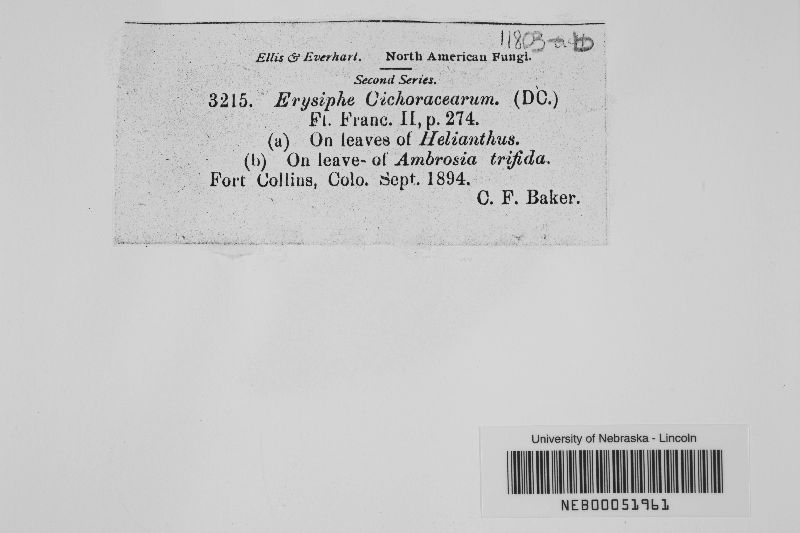 11803-a-b
Ellis & Everhart. North American Fungi.
Second Series.
3215. Erysiphe Cichoracearum. (DC.)
Fl. Franc. II, p. 274.
(a) On leaves of Helianthus.
(b) On leave- of Ambrosia trifida.
Fort Collins, Colo. Sept. 1894.
C. F. Baker.
University of Nebraska - Lincoln
NEB00051961